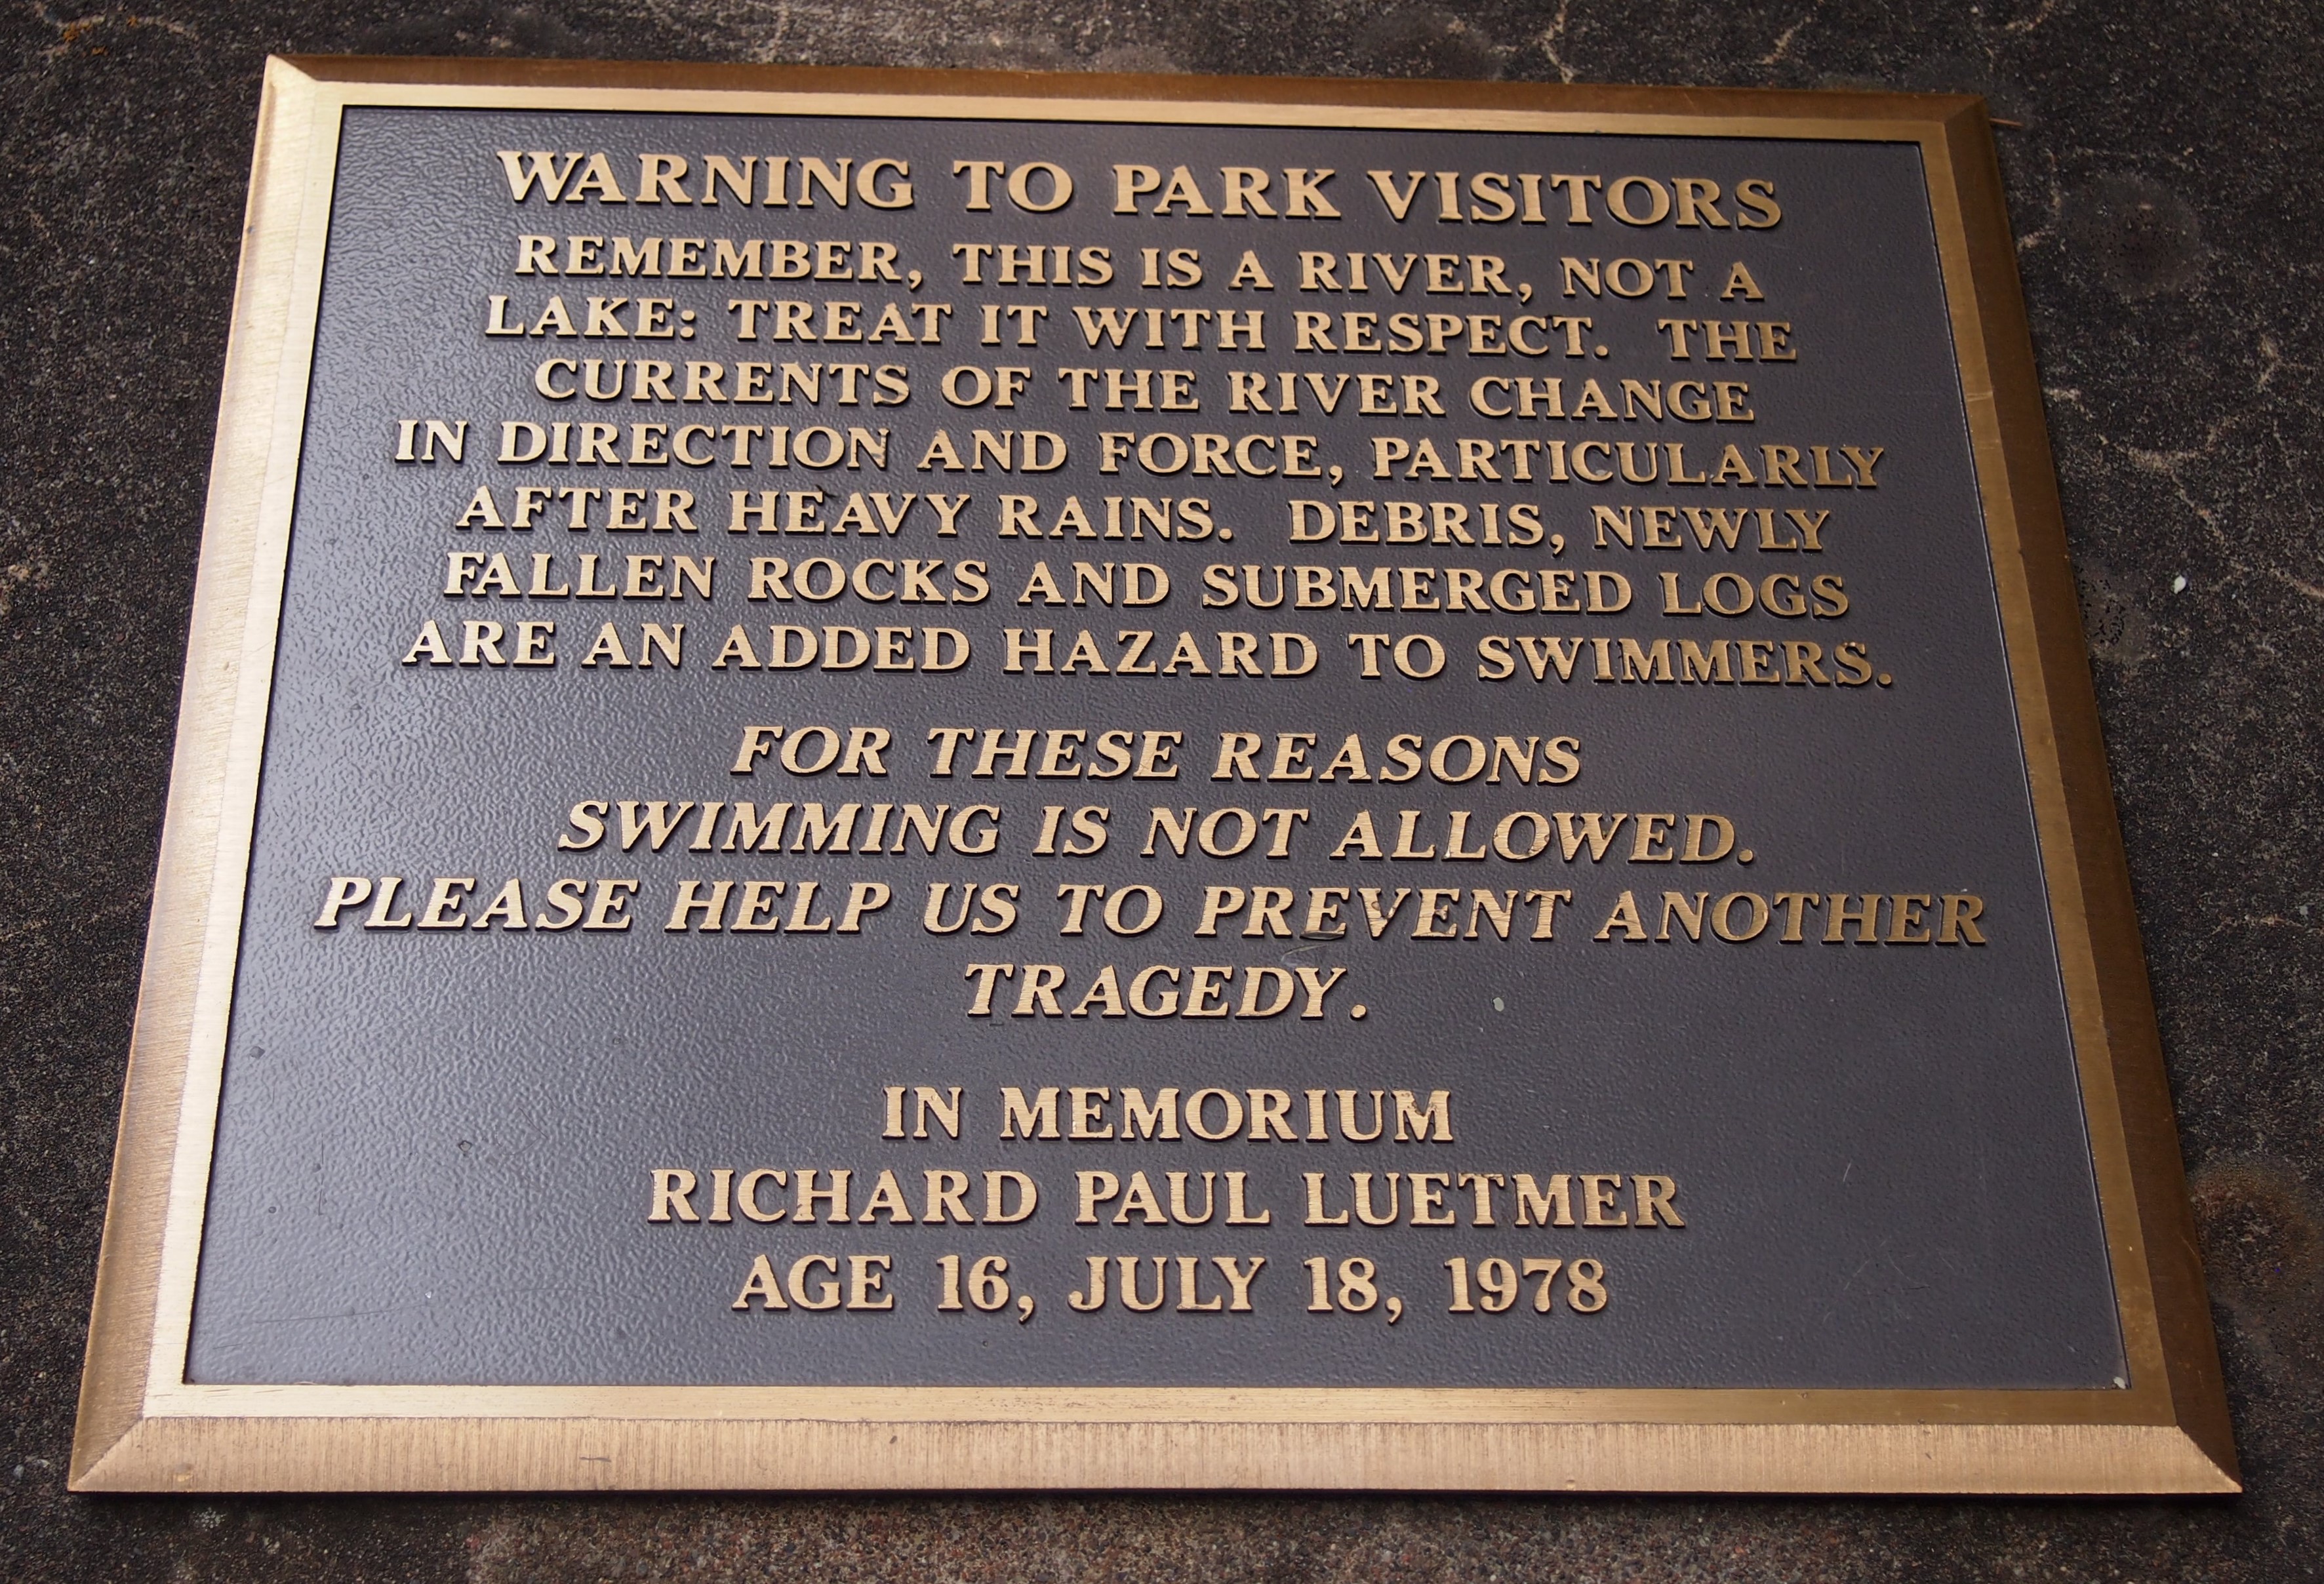 WARNING TO PARK VISITORS
REMEMBER, THIS IS A RIVER, NOT A
LAKE: TREAT IT WITH RESPECT. THE
CURRENTS OF THE RIVER CHANGE
IN DIRECTION AND FORCE, PARTICULARLY
AFTER HEAVY RAINS. DEBRIS, NEWLY
FALLEN ROCKS AND SUBMERGED LOGS
ARE AN ADDED HAZARD TO SWIMMERS.
FOR THESE REASONS
SWIMMING IS NOT ALLOWED.
PLEASE HELP US TO PREVENT ANOTHER
TRAGEDY.
IN MEMORIUM
RICHARD PAUL LUETMER
AGE 16, JULY 18, 1978